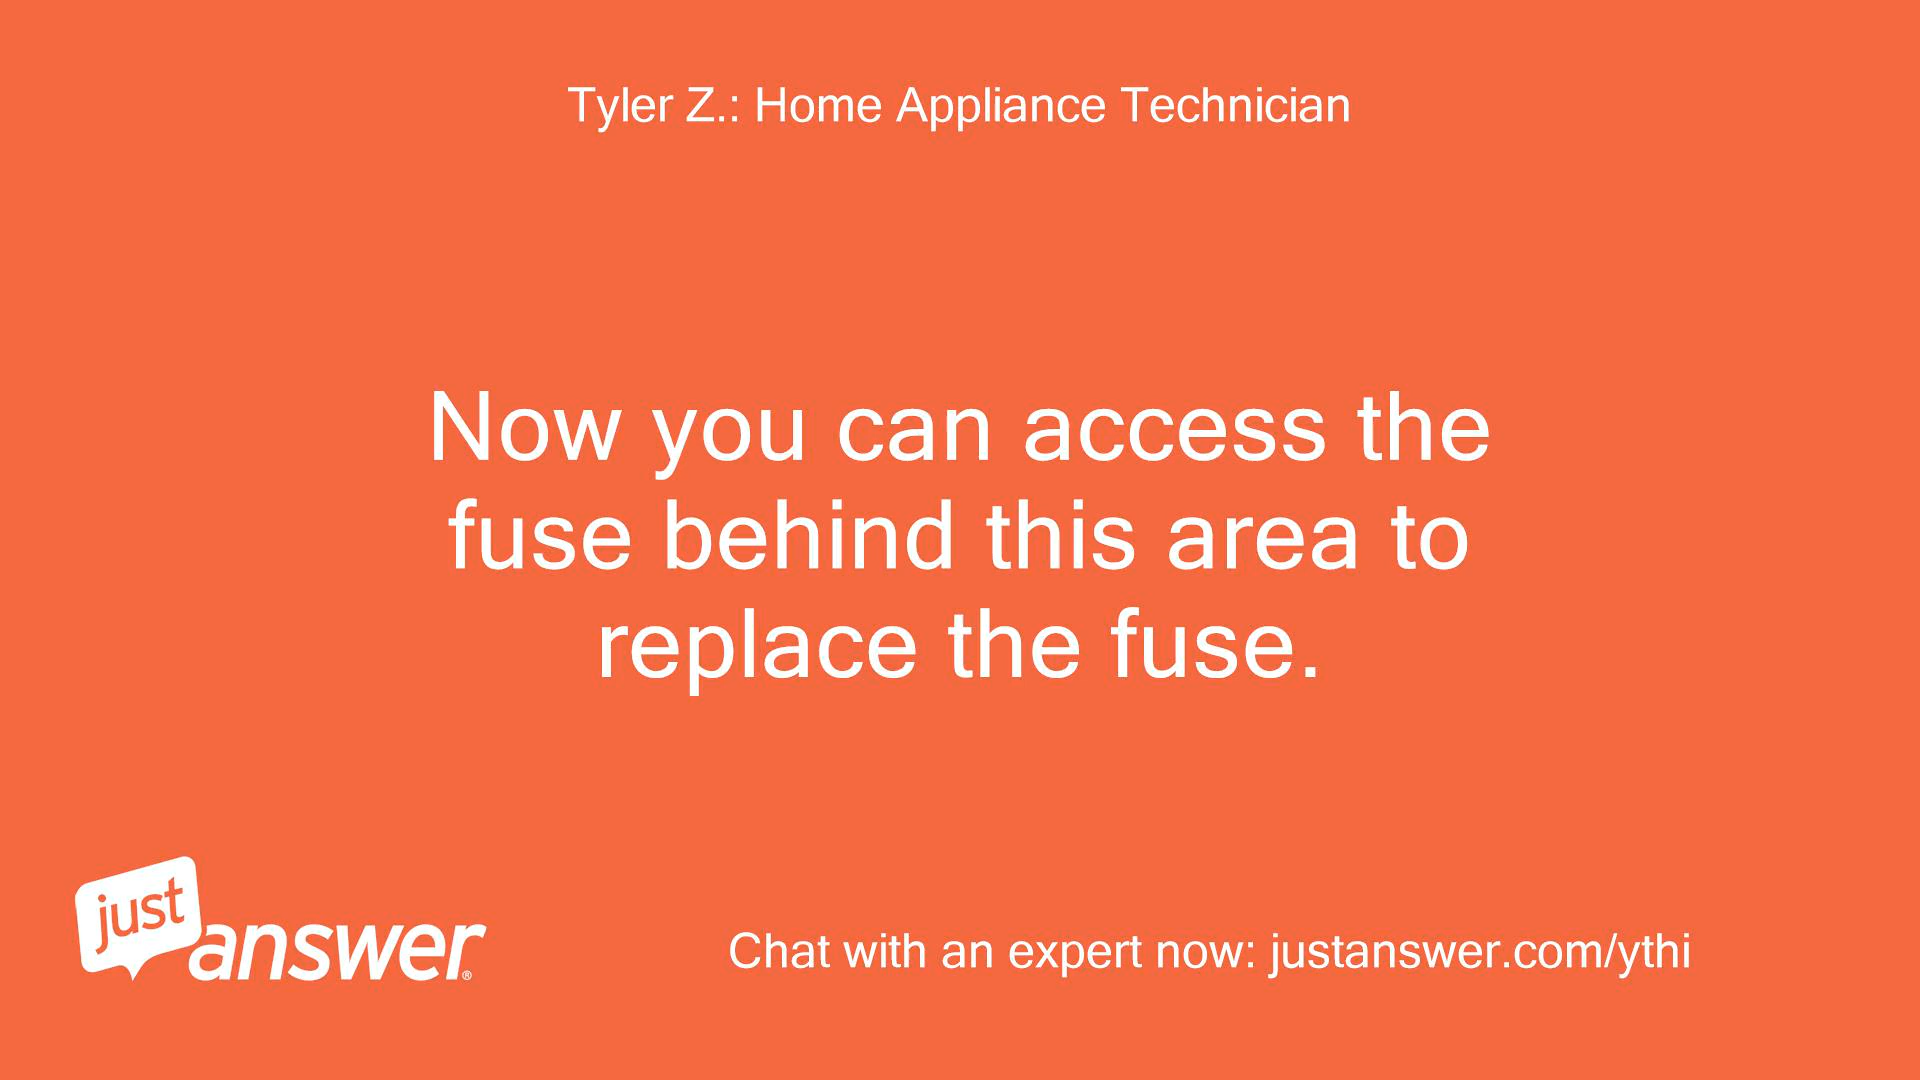 Tyler Z.: Home Appliance Technician
Now you can access the
fuse behind this area to
replace the fuse.
just
answer®
Chat with an expert now: justanswer.com/ythi